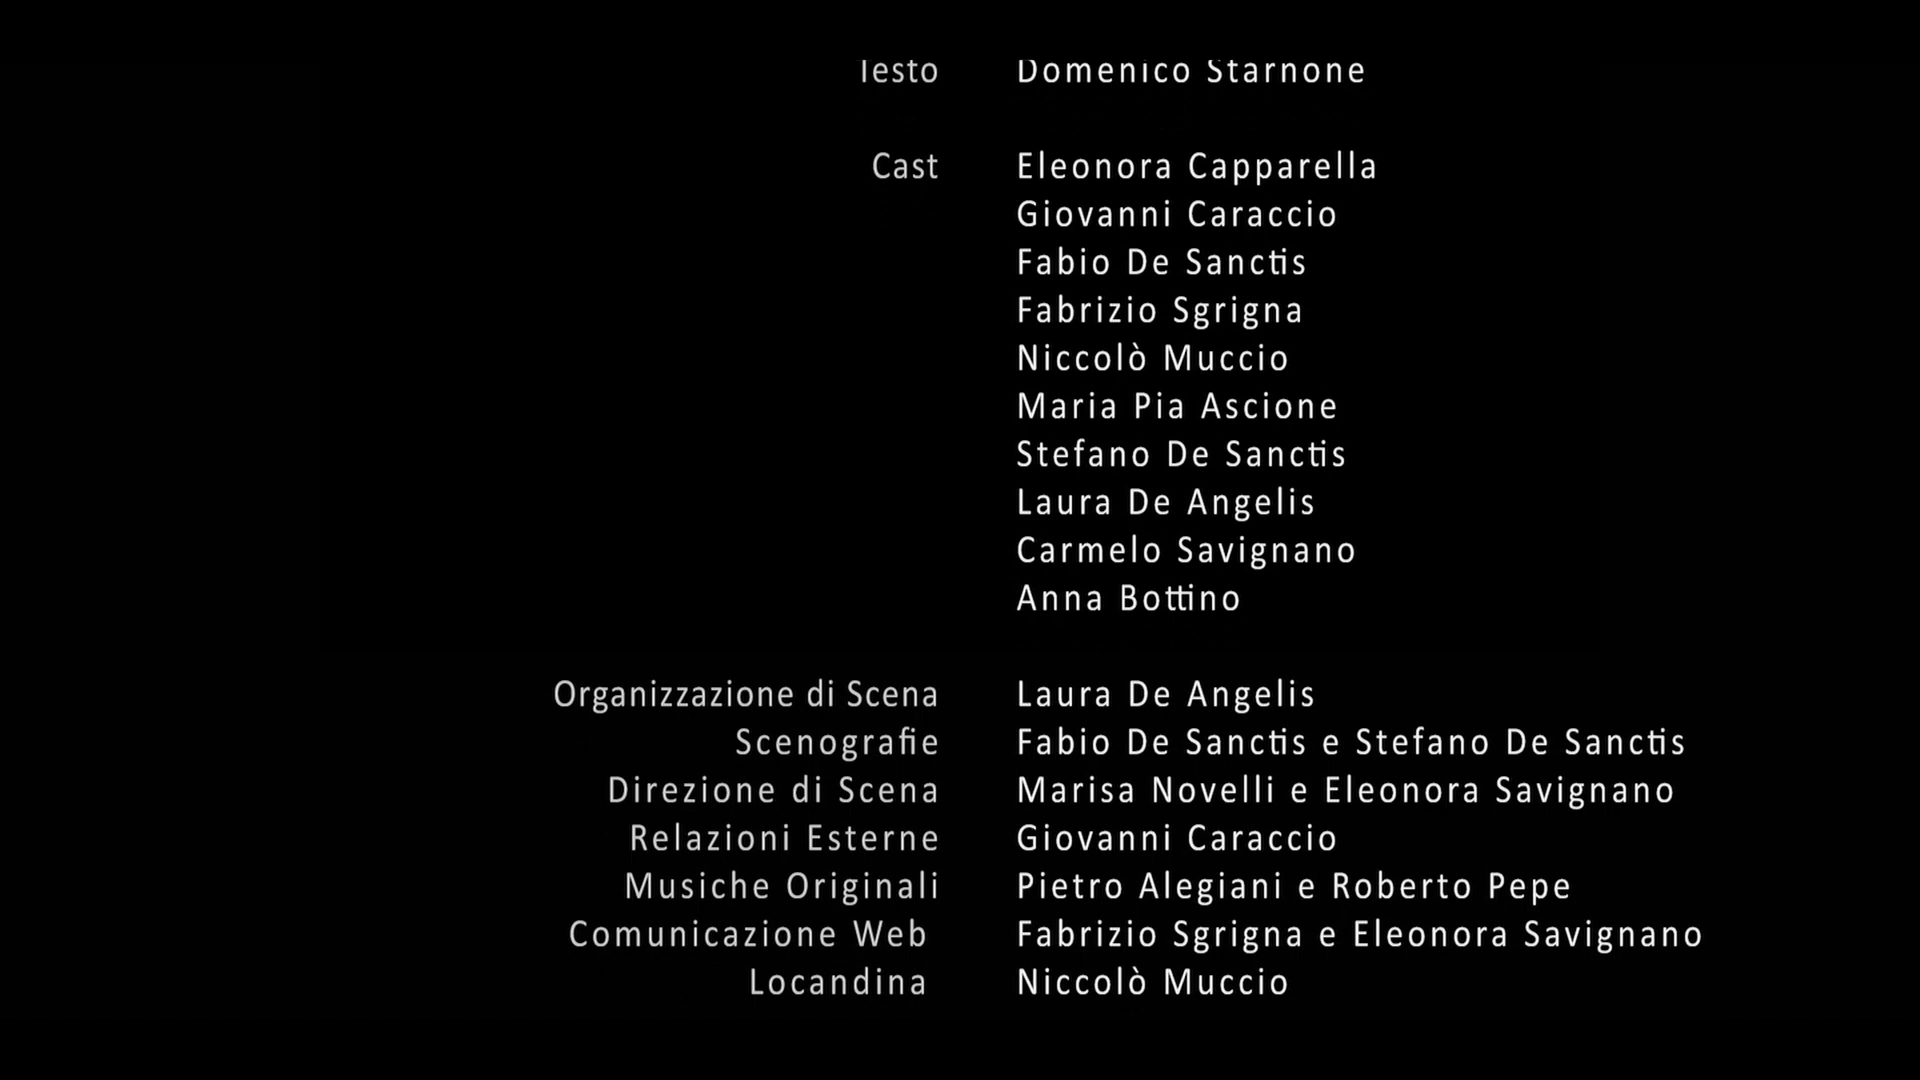 Testo Domenico Starnone
Cast Eleonora Capparella
Giovanni Caraccio
Fabio De Sanctis
Fabrizio Sgrigna
Niccolò Muccio
Maria Pia Ascione
Stefano De Sanctis
Laura De Angelis
Carmelo Savignano
Anna Bottino
Organizzazione di Scena Laura De Angelis
Scenografie Fabio De Sanctis e Stefano De Sanctis
Direzione di Scena Marisa Novelli e Eleonora Savignano
Relazioni Esterne Giovanni Caraccio
Musiche Originali Pietro Alegiani e Roberto Pepe
Comunicazione Web Fabrizio Sgrigna e Eleonora Savignano
Locandina Niccolò Muccio